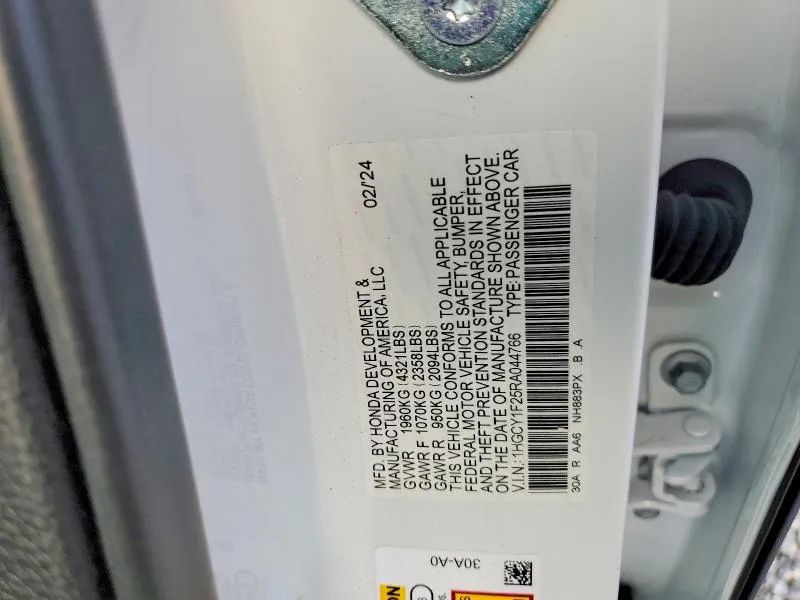 MFD. BY HONDA DEVELOPMENT & 02/'24
MANUFACTURING OF AMERICA, LLC
GVWR 1960KG (4321LBS)
GAWR F 1070KG (2358LBS)
GAWR R 950KG (2094LBS)
THIS VEHICLE CONFORMS TO ALL APPLICABLE
FEDERAL MOTOR VEHICLE SAFETY, BUMPER,
AND THEFT PREVENTION STANDARDS IN EFFECT
ON THE DATE OF MANUFACTURE SHOWN ABOVE.
V.I.N.: 1HGCY1F25RA044766 TYPE: PASSENGER CAR
30A R AA6 NH883PX B A
30A-A0